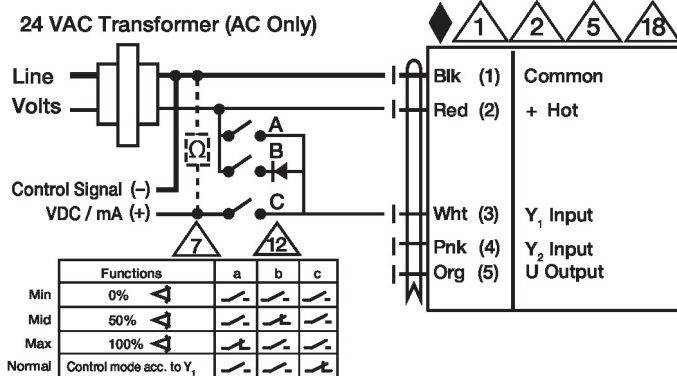 24 VAC Transformer (AC Only)
1 2 5 18
Line
Volts
Blk (1) Common
Red (2) + Hot
A
B
C
Ω
Control Signal (–)
VDC / mA (+)
Wht (3) Y1 Input
Pnk (4) Y2 Input
Org (5) U Output
7 12
Functions a b c
Min 0%
Mid 50%
Max 100%
Normal Control mode acc. to Y1